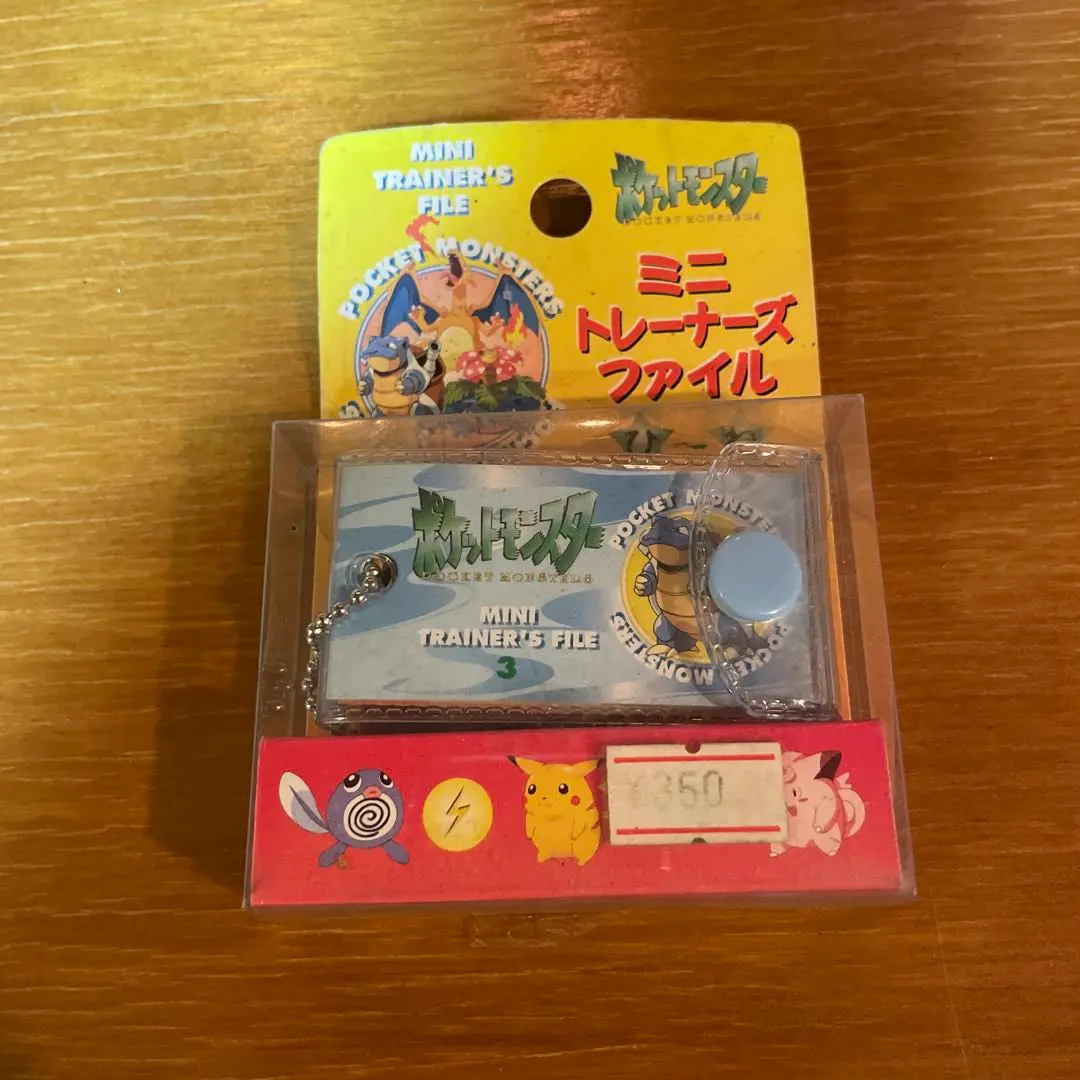 MINI
TRAINER'S
FILE
ポケットモンスター
POCKET MONSTERS
POCKET MONSTERS
ミニ
トレーナーズ
ファイル
ポケットモンスター
POCKET MONSTERS
MINI
TRAINER'S FILE
3
POCKET MONSTE
POCKET MONSTERS
¥350